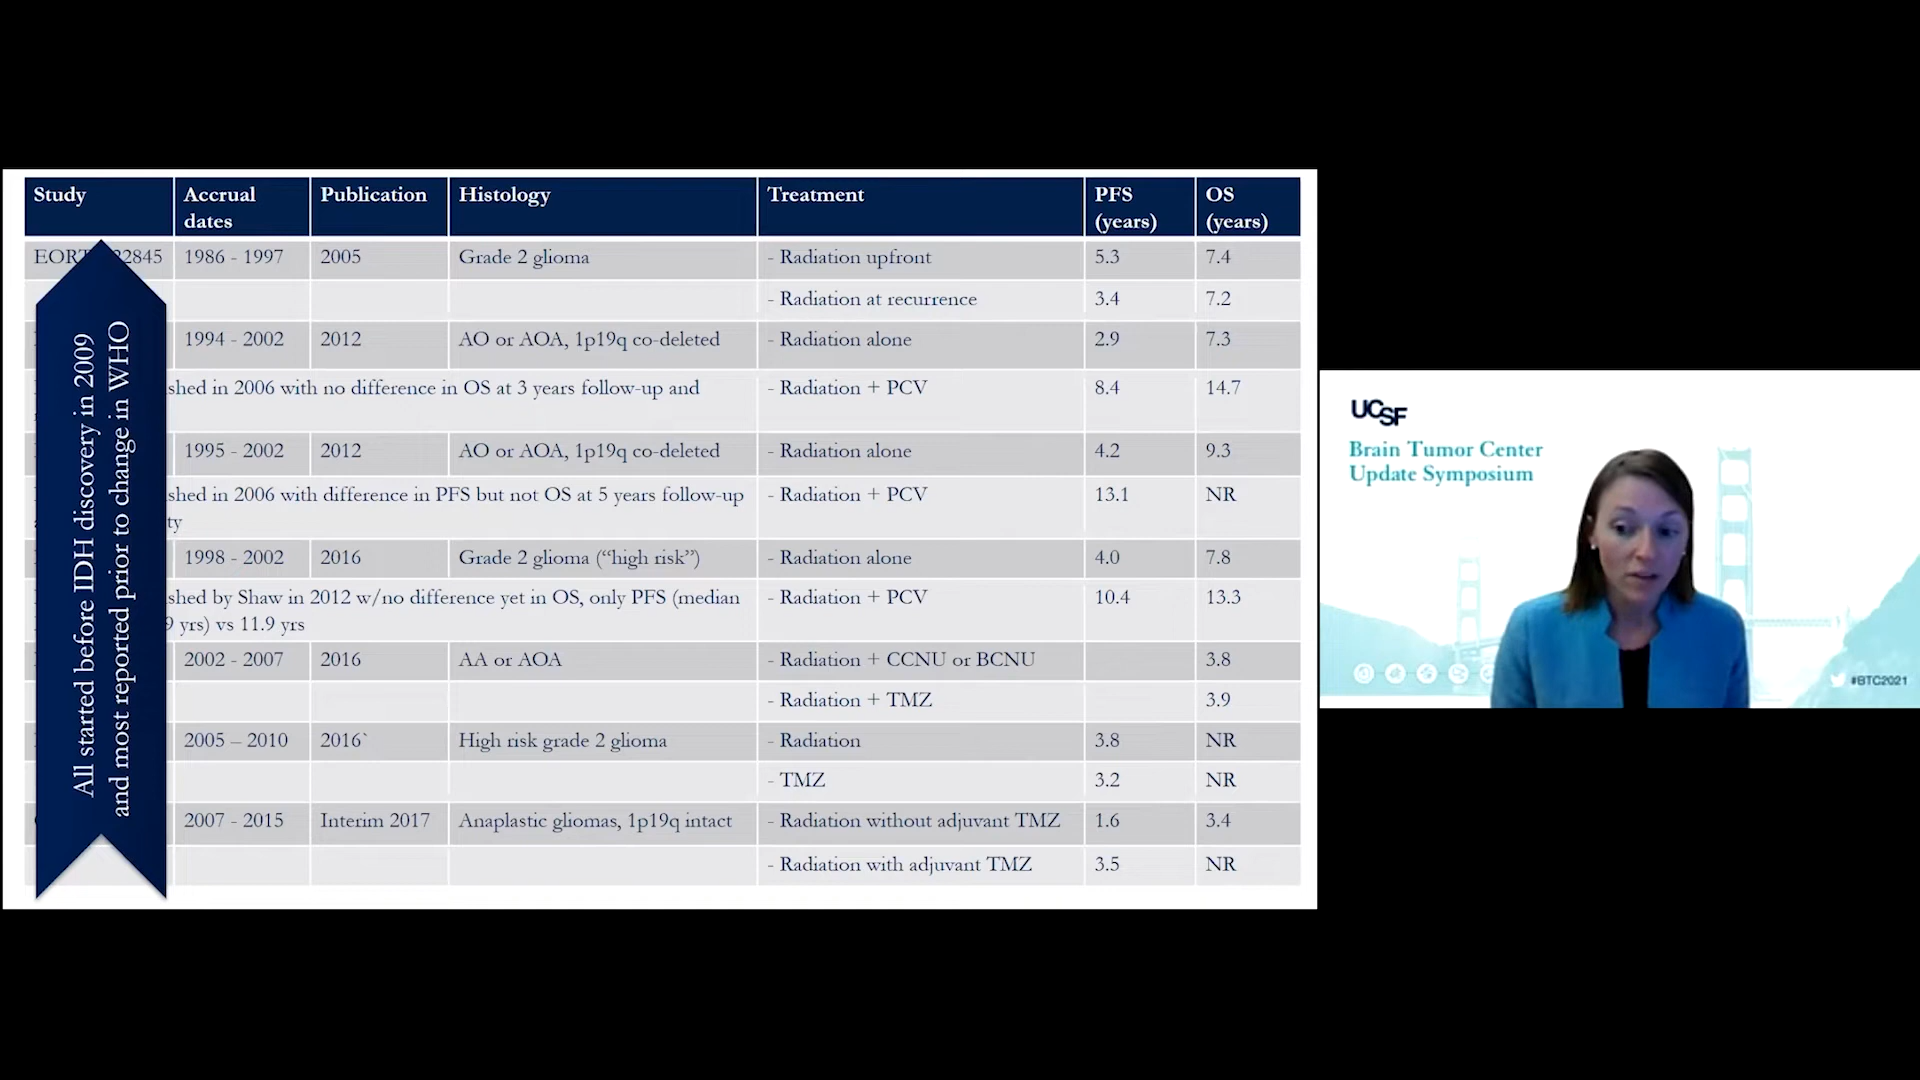 Study Accrual dates Publication Histology Treatment PFS (years) OS (years)
EORT 22845 1986 - 1997 2005 Grade 2 glioma - Radiation upfront 5.3 7.4
- Radiation at recurrence 3.4 7.2
1994 - 2002 2012 AO or AOA, 1p19q co-deleted - Radiation alone 2.9 7.3
shed in 2006 with no difference in OS at 3 years follow-up and - Radiation + PCV 8.4 14.7
1995 - 2002 2012 AO or AOA, 1p19q co-deleted - Radiation alone 4.2 9.3
shed in 2006 with difference in PFS but not OS at 5 years follow-up - Radiation + PCV 13.1 NR
ty
1998 - 2002 2016 Grade 2 glioma (“high risk”) - Radiation alone 4.0 7.8
shed by Shaw in 2012 w/no difference yet in OS, only PFS (median - Radiation + PCV 10.4 13.3
9 yrs) vs 11.9 yrs
2002 - 2007 2016 AA or AOA - Radiation + CCNU or BCNU 3.8
- Radiation + TMZ 3.9
2005 – 2010 2016` High risk grade 2 glioma - Radiation 3.8 NR
- TMZ 3.2 NR
2007 - 2015 Interim 2017 Anaplastic gliomas, 1p19q intact - Radiation without adjuvant TMZ 1.6 3.4
- Radiation with adjuvant TMZ 3.5 NR
All started before IDH discovery in 2009
and most reported prior to change in WHO
UCSF
Brain Tumor Center
Update Symposium
#BTC2021